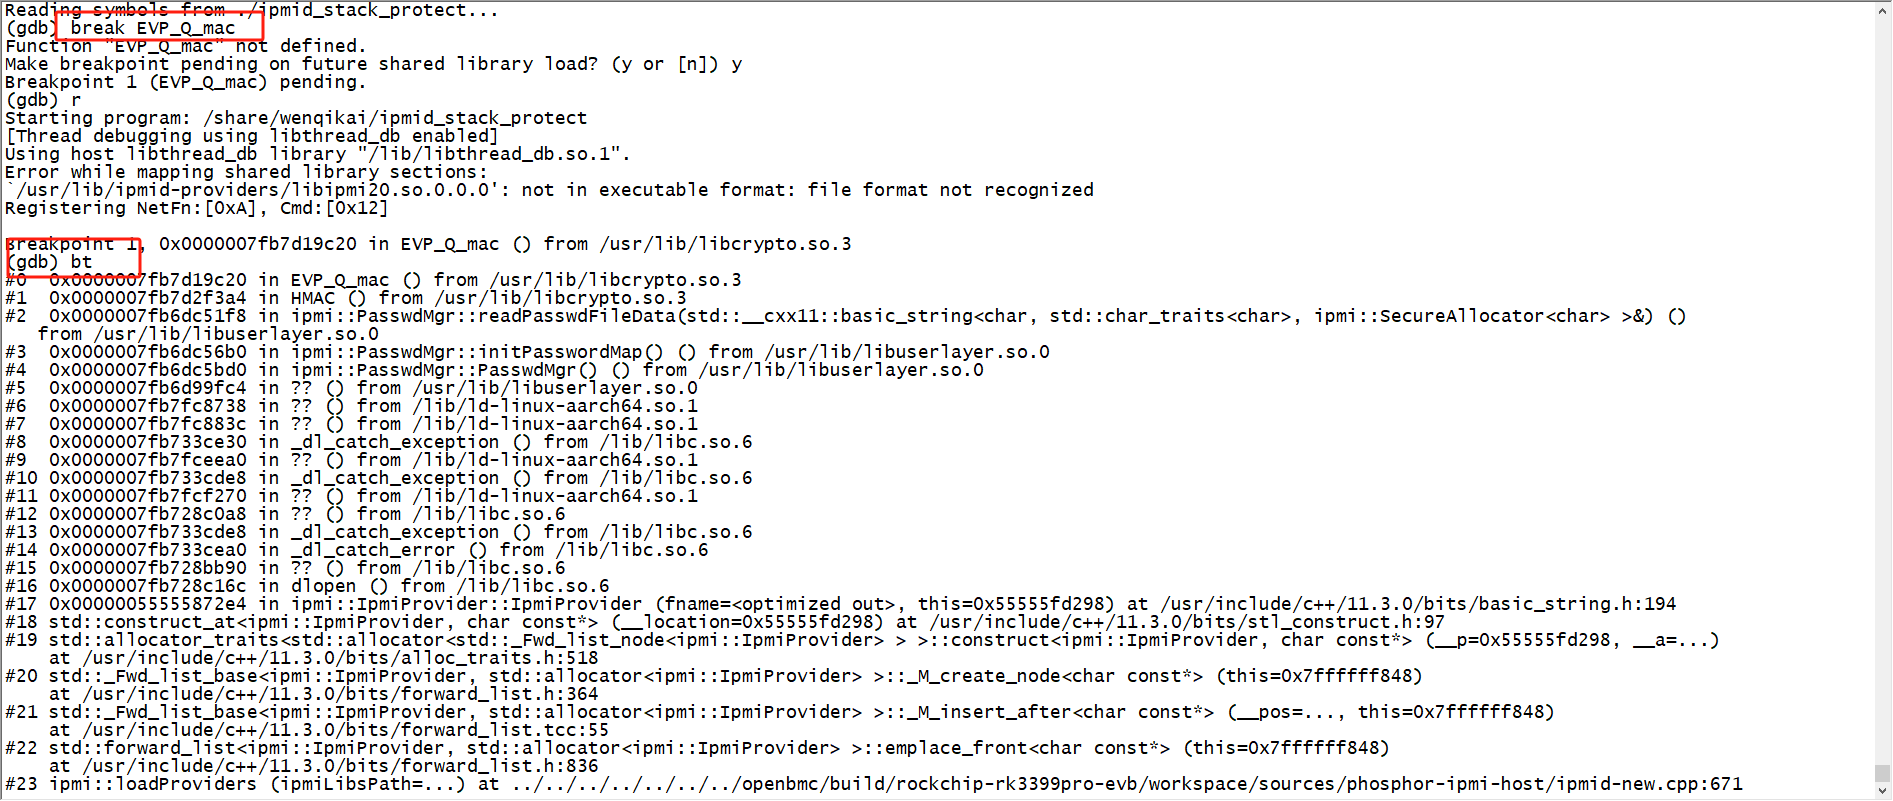 Reading symbols from ./ipmid_stack_protect...
(gdb) break EVP_Q_mac
Function "EVP_Q_mac" not defined.
Make breakpoint pending on future shared library load? (y or [n]) y
Breakpoint 1 (EVP_Q_mac) pending.
(gdb) r
Starting program: /share/wenqikai/ipmid_stack_protect
[Thread debugging using libthread_db enabled]
Using host libthread_db library "/lib/libthread_db.so.1".
Error while mapping shared library sections:
`/usr/lib/ipmid-providers/libipmi20.so.0.0.0': not in executable format: file format not recognized
Registering NetFn:[0xA], Cmd:[0x12]
Breakpoint 1, 0x0000007fb7d19c20 in EVP_Q_mac () from /usr/lib/libcrypto.so.3
(gdb) bt
#0  0x0000007fb7d19c20 in EVP_Q_mac () from /usr/lib/libcrypto.so.3
#1  0x0000007fb7d2f3a4 in HMAC () from /usr/lib/libcrypto.so.3
#2  0x0000007fb6dc51f8 in ipmi::PasswdMgr::readPasswdFileData(std::__cxx11::basic_string<char, std::char_traits<char>, ipmi::SecureAllocator<char> >&) ()
   from /usr/lib/libuserlayer.so.0
#3  0x0000007fb6dc56b0 in ipmi::PasswdMgr::initPasswordMap() () from /usr/lib/libuserlayer.so.0
#4  0x0000007fb6dc5bd0 in ipmi::PasswdMgr::PasswdMgr() () from /usr/lib/libuserlayer.so.0
#5  0x0000007fb6d99fc4 in ?? () from /usr/lib/libuserlayer.so.0
#6  0x0000007fb7fc8738 in ?? () from /lib/ld-linux-aarch64.so.1
#7  0x0000007fb7fc883c in ?? () from /lib/ld-linux-aarch64.so.1
#8  0x0000007fb733ce30 in _dl_catch_exception () from /lib/libc.so.6
#9  0x0000007fb7fceea0 in ?? () from /lib/ld-linux-aarch64.so.1
#10 0x0000007fb733cde8 in _dl_catch_exception () from /lib/libc.so.6
#11 0x0000007fb7fcf270 in ?? () from /lib/ld-linux-aarch64.so.1
#12 0x0000007fb728c0a8 in ?? () from /lib/libc.so.6
#13 0x0000007fb733cde8 in _dl_catch_exception () from /lib/libc.so.6
#14 0x0000007fb733cea0 in _dl_catch_error () from /lib/libc.so.6
#15 0x0000007fb728bb90 in ?? () from /lib/libc.so.6
#16 0x0000007fb728c16c in dlopen () from /lib/libc.so.6
#17 0x00000055555872e4 in ipmi::IpmiProvider::IpmiProvider (fname=<optimized out>, this=0x55555fd298) at /usr/include/c++/11.3.0/bits/basic_string.h:194
#18 std::construct_at<ipmi::IpmiProvider, char const*> (__location=0x55555fd298) at /usr/include/c++/11.3.0/bits/stl_construct.h:97
#19 std::allocator_traits<std::allocator<std::_Fwd_list_node<ipmi::IpmiProvider> > >::construct<ipmi::IpmiProvider, char const*> (__p=0x55555fd298, __a=...)
    at /usr/include/c++/11.3.0/bits/alloc_traits.h:518
#20 std::_Fwd_list_base<ipmi::IpmiProvider, std::allocator<ipmi::IpmiProvider> >::_M_create_node<char const*> (this=0x7ffffff848)
    at /usr/include/c++/11.3.0/bits/forward_list.h:364
#21 std::_Fwd_list_base<ipmi::IpmiProvider, std::allocator<ipmi::IpmiProvider> >::_M_insert_after<char const*> (__pos=..., this=0x7ffffff848)
    at /usr/include/c++/11.3.0/bits/forward_list.tcc:55
#22 std::forward_list<ipmi::IpmiProvider, std::allocator<ipmi::IpmiProvider> >::emplace_front<char const*> (this=0x7ffffff848)
    at /usr/include/c++/11.3.0/bits/forward_list.h:836
#23 ipmi::loadProviders (ipmiLibsPath=...) at ../../../../../../../openbmc/build/rockchip-rk3399pro-evb/workspace/sources/phosphor-ipmi-host/ipmid-new.cpp:671